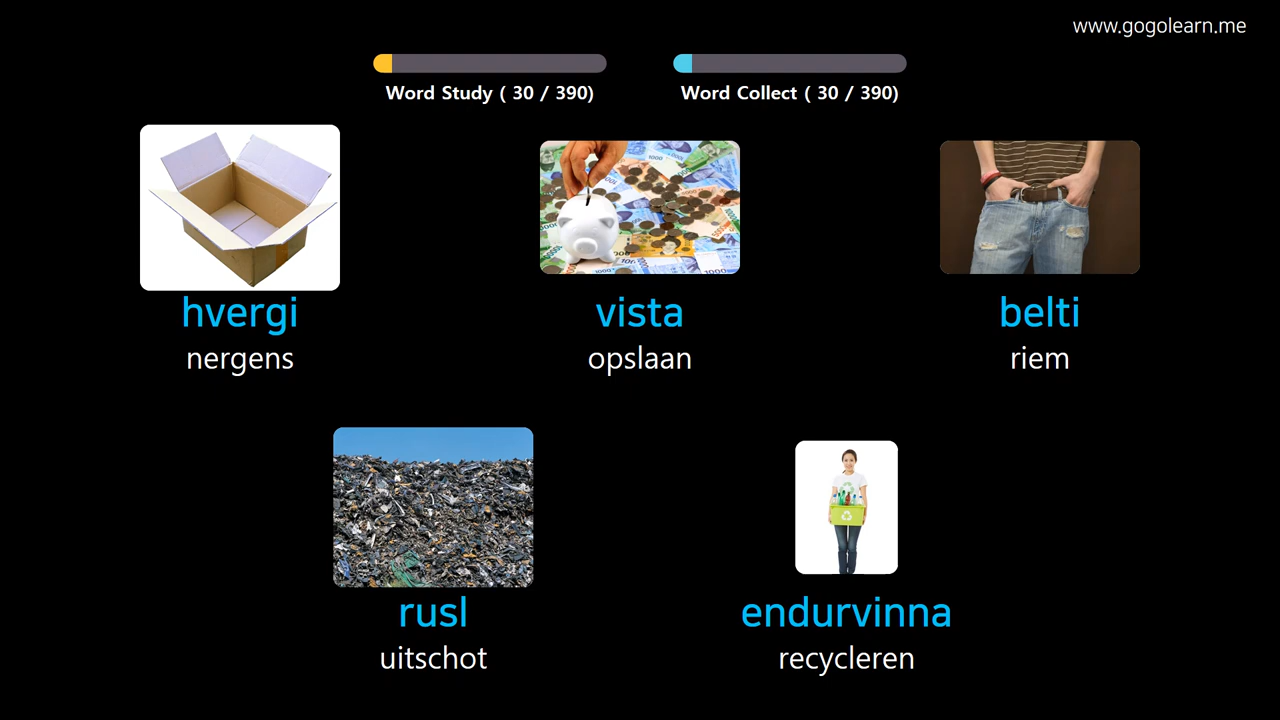 www.gogolearn.me
Word Study ( 30 / 390)
Word Collect ( 30 / 390)
hvergi
nergens
vista
opslaan
belti
riem
rusl
uitschot
endurvinna
recycleren